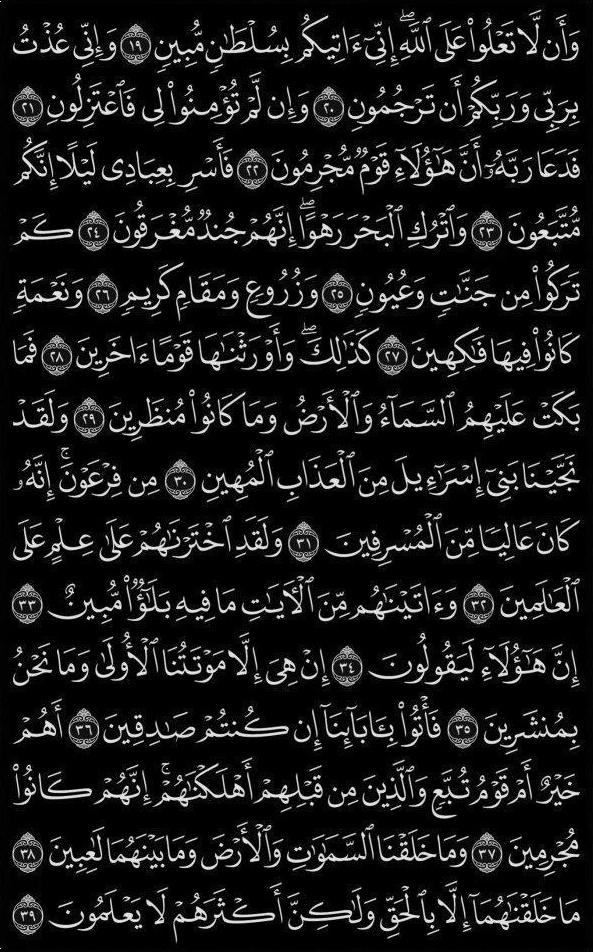 وَأَن لَّا تَعْلُوا۟ عَلَى ٱللَّهِ ۖ إِنِّىٓ ءَاتِيكُم بِسُلْطَٰنٍ مُّبِينٍ ١٩ وَإِنِّى عُذْتُ
بِرَبِّى وَرَبِّكُمْ أَن تَرْجُمُونِ ٢٠ وَإِن لَّمْ تُؤْمِنُوا۟ لِى فَٱعْتَزِلُونِ ٢١
فَدَعَا رَبَّهُۥٓ أَنَّ هَٰٓؤُلَآءِ قَوْمٌ مُّجْرِمُونَ ٢٢ فَأَسْرِ بِعِبَادِى لَيْلًا إِنَّكُم
مُّتَّبَعُونَ ٢٣ وَٱتْرُكِ ٱلْبَحْرَ رَهْوًا ۖ إِنَّهُمْ جُندٌ مُّغْرَقُونَ ٢٤ كَمْ
تَرَكُوا۟ مِن جَنَّٰتٍ وَعُيُونٍ ٢٥ وَزُرُوعٍ وَمَقَامٍ كَرِيمٍ ٢٦ وَنَعْمَةٍ
كَانُوا۟ فِيهَا فَٰكِهِينَ ٢٧ كَذَٰلِكَ ۖ وَأَوْرَثْنَٰهَا قَوْمًا ءَاخَرِينَ ٢٨ فَمَا
بَكَتْ عَلَيْهِمُ ٱلسَّمَآءُ وَٱلْأَرْضُ وَمَا كَانُوا۟ مُنظَرِينَ ٢٩ وَلَقَدْ
نَجَّيْنَا بَنِىٓ إِسْرَٰٓءِيلَ مِنَ ٱلْعَذَابِ ٱلْمُهِينِ ٣٠ مِن فِرْعَوْنَ ۚ إِنَّهُۥ
كَانَ عَالِيًا مِّنَ ٱلْمُسْرِفِينَ ٣١ وَلَقَدِ ٱخْتَرْنَٰهُمْ عَلَىٰ عِلْمٍ عَلَى
ٱلْعَٰلَمِينَ ٣٢ وَءَاتَيْنَٰهُم مِّنَ ٱلْءَايَٰتِ مَا فِيهِ بَلَٰٓؤٌا۟ مُّبِينٌ ٣٣
إِنَّ هَٰٓؤُلَآءِ لَيَقُولُونَ ٣٤ إِنْ هِىَ إِلَّا مَوْتَتُنَا ٱلْأُولَىٰ وَمَا نَحْنُ
بِمُنشَرِينَ ٣٥ فَأْتُوا۟ بِـَٔابَآئِنَآ إِن كُنتُمْ صَٰدِقِينَ ٣٦ أَهُمْ
خَيْرٌ أَمْ قَوْمُ تُبَّعٍ وَٱلَّذِينَ مِن قَبْلِهِمْ ۚ أَهْلَكْنَٰهُمْ ۖ إِنَّهُمْ كَانُوا۟
مُجْرِمِينَ ٣٧ وَمَا خَلَقْنَا ٱلسَّمَٰوَٰتِ وَٱلْأَرْضَ وَمَا بَيْنَهُمَا لَٰعِبِينَ ٣٨
مَا خَلَقْنَٰهُمَآ إِلَّا بِٱلْحَقِّ وَلَٰكِنَّ أَكْثَرَهُمْ لَا يَعْلَمُونَ ٣٩